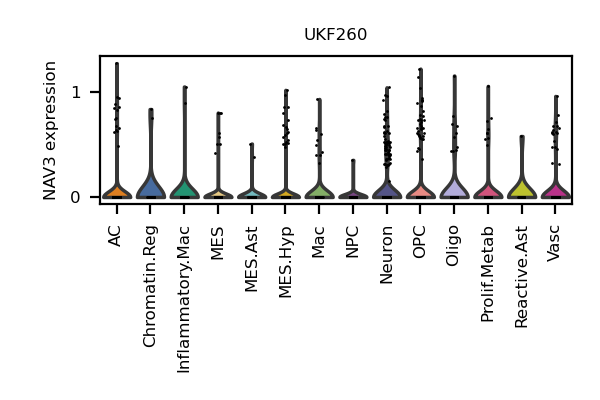 UKF260
NAV3 expression
1
0
AC
Chromatin.Reg
Inflammatory.Mac
MES
MES.Ast
MES.Hyp
Mac
NPC
Neuron
OPC
Oligo
Prolif.Metab
Reactive.Ast
Vasc